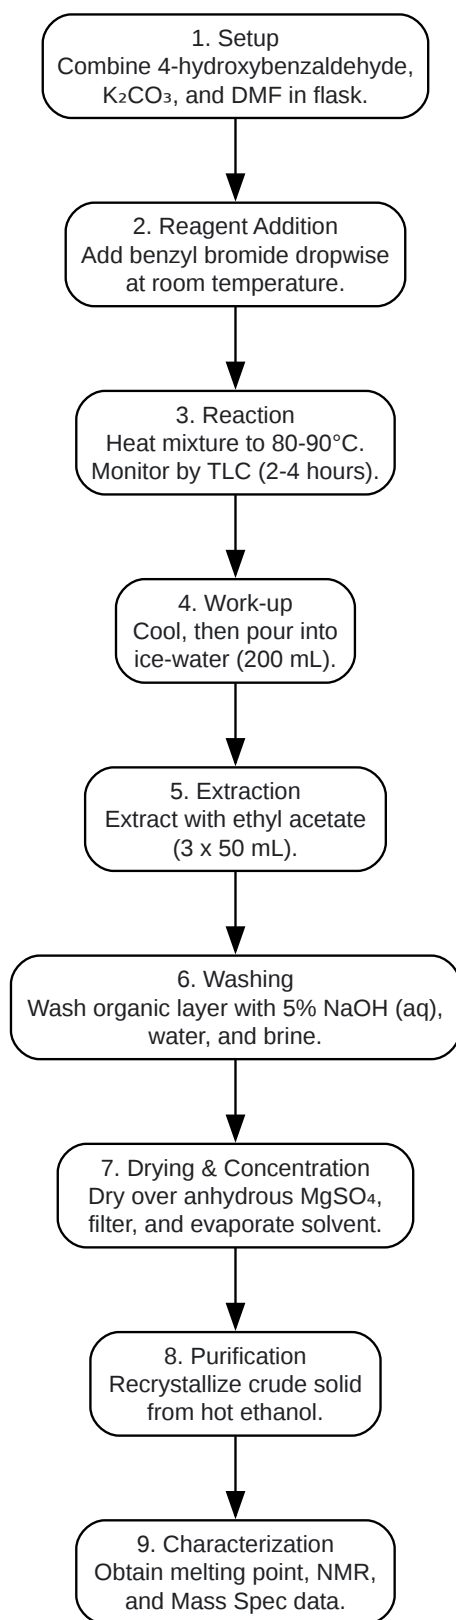 1. Setup
Combine 4-hydroxybenzaldehyde,
K₂CO₃, and DMF in flask.
2. Reagent Addition
Add benzyl bromide dropwise
at room temperature.
3. Reaction
Heat mixture to 80-90°C.
Monitor by TLC (2-4 hours).
4. Work-up
Cool, then pour into
ice-water (200 mL).
5. Extraction
Extract with ethyl acetate
(3 x 50 mL).
6. Washing
Wash organic layer with 5% NaOH (aq),
water, and brine.
7. Drying & Concentration
Dry over anhydrous MgSO₄,
filter, and evaporate solvent.
8. Purification
Recrystallize crude solid
from hot ethanol.
9. Characterization
Obtain melting point, NMR,
and Mass Spec data.